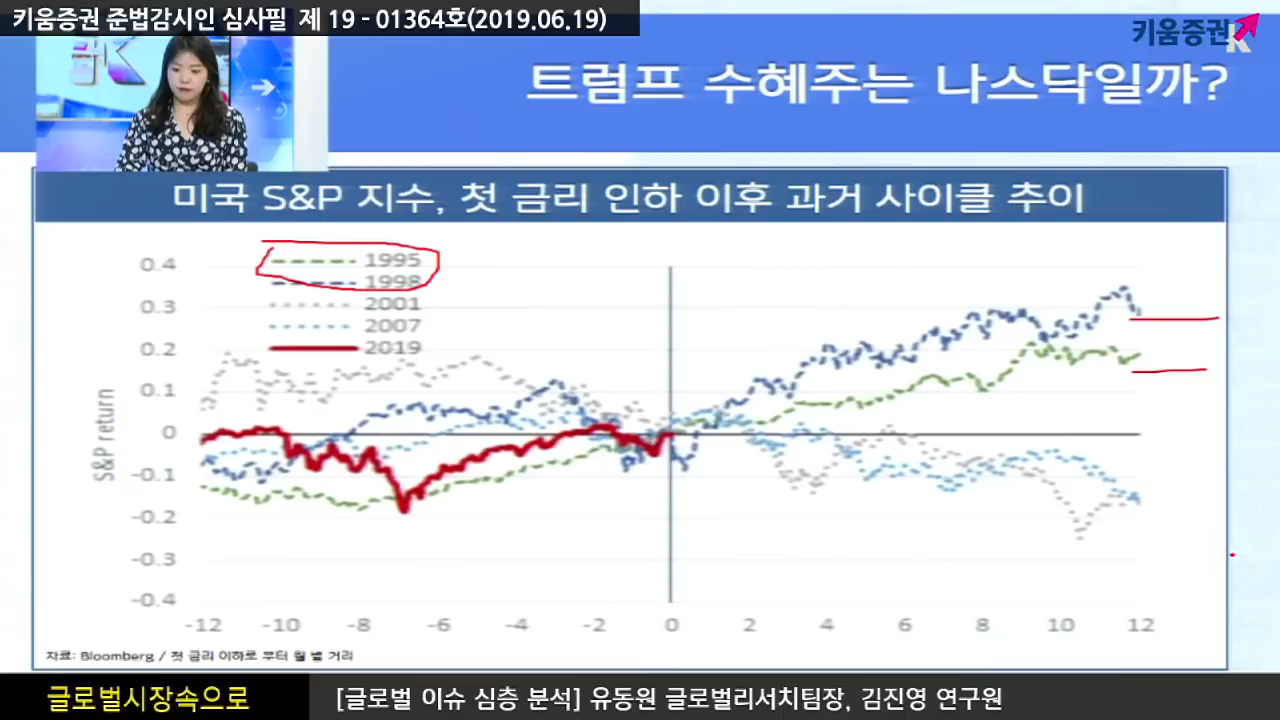 키움증권 준법감시인 심사필 제 19 - 01364호(2019.06.19)
키움증권
트럼프 수혜주는 나스닥일까?
미국 S&P 지수, 첫 금리 인하 이후 과거 사이클 추이
1995
1998
2001
2007
2019
0.4
0.3
0.2
0.1
0
-0.1
-0.2
-0.3
-0.4
S&P return
-12 -10 -8 -6 -4 -2 0 2 4 6 8 10 12
자료: Bloomberg / 첫 금리 이하로 부터 월 별 거리
글로벌시장속으로
[글로벌 이슈 심층 분석] 유동원 글로벌리서치팀장, 김진영 연구원